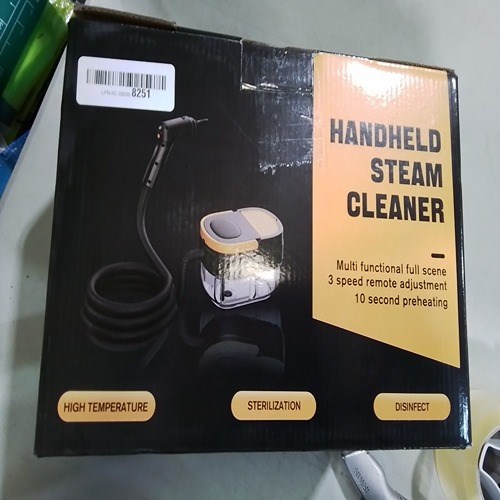 8251
HANDHELD
STEAM
CLEANER
Multi functional full scene
3 speed remote adjustment
10 second preheating
HIGH TEMPERATURE
STERILIZATION
DISINFECT